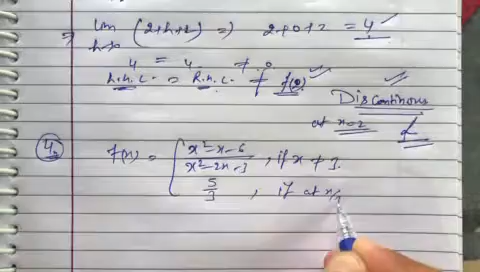 ⇒ lim (2+h+2) ⇒ 2+0+2 = 4
h→0
4 = 4 ≠ 0
L.H.L. = R.H.L. ≠ f(2)
Discontinous
at x=2
4. f(x) = { x²-x-6 / x²-2x-3 , if x ≠ 3.
5/3 , if at x